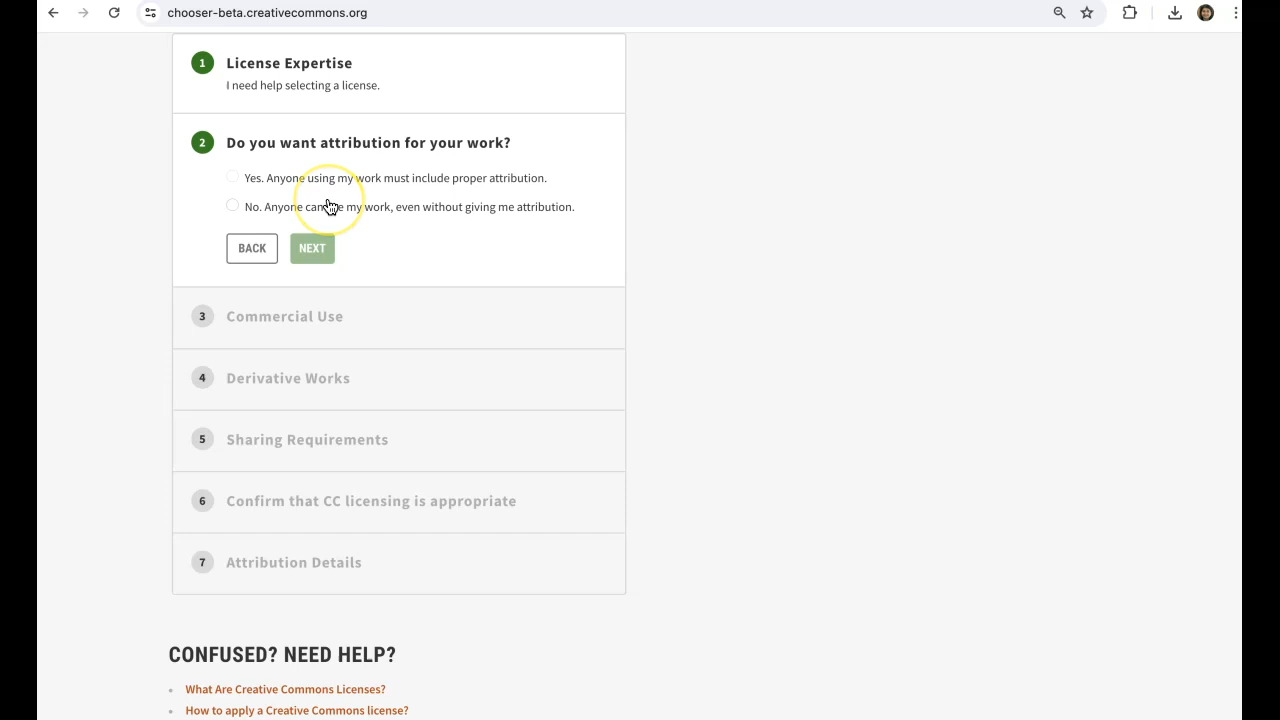 chooser-beta.creativecommons.org
1 License Expertise
I need help selecting a license.
2 Do you want attribution for your work?
Yes. Anyone using my work must include proper attribution.
No. Anyone can use my work, even without giving me attribution.
BACK NEXT
3 Commercial Use
4 Derivative Works
5 Sharing Requirements
6 Confirm that CC licensing is appropriate
7 Attribution Details
CONFUSED? NEED HELP?
What Are Creative Commons Licenses?
How to apply a Creative Commons license?